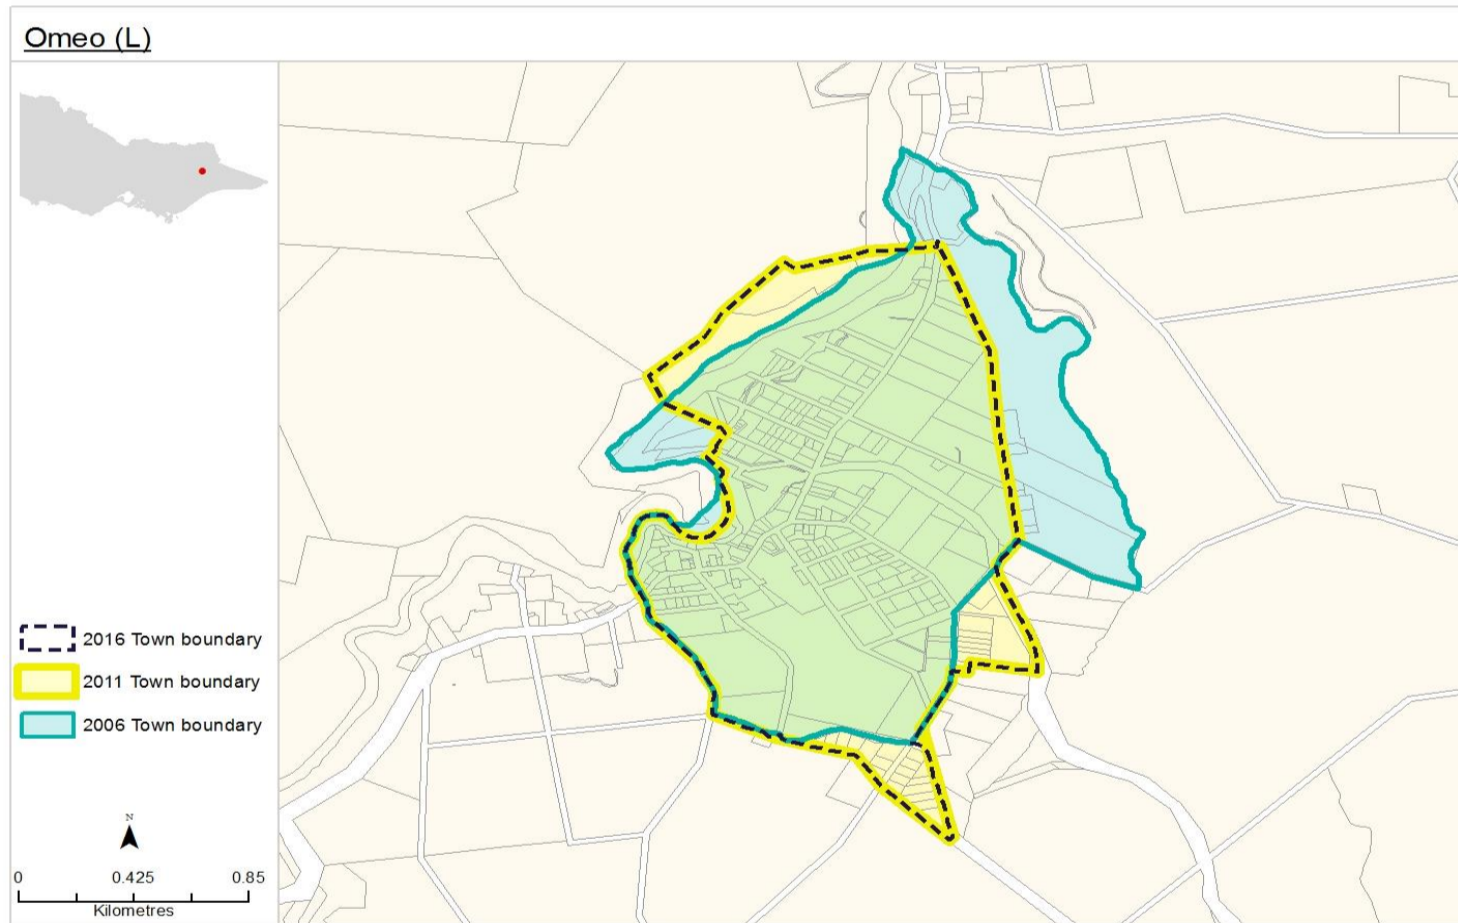 Omeo (L)
2016 Town boundary
2011 Town boundary
2006 Town boundary
N
0 0.425 0.85
Kilometres